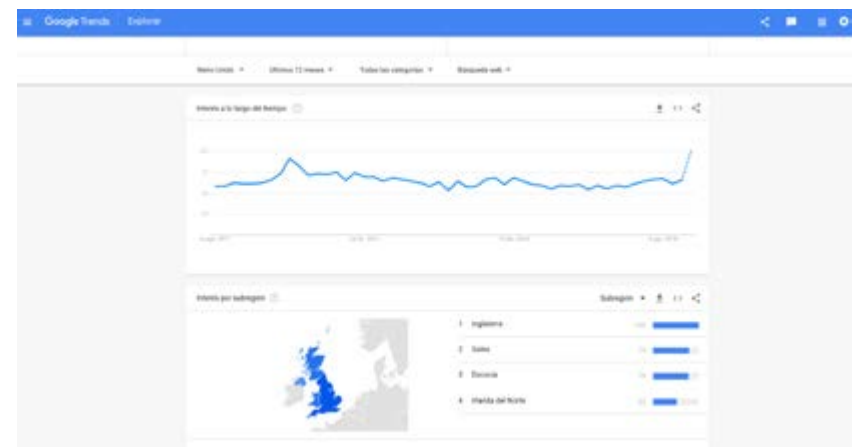 Google Trends Explorar
Reino Unido Últimos 12 meses Todas las categorías Búsqueda web
Interés a lo largo del tiempo
Interés por subregión Subregión
1 Inglaterra
2 Gales
3 Escocia
4 Irlanda del Norte